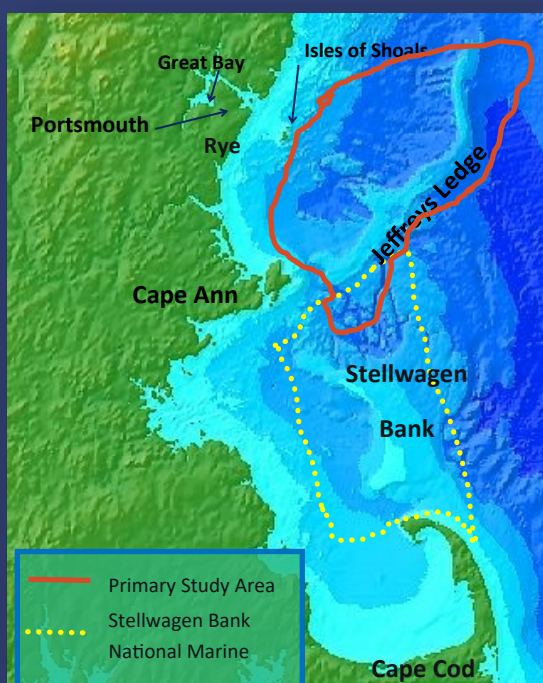 Great Bay
Isles of Shoals
Portsmouth
Rye
Jeffreys Ledge
Cape Ann
Stellwagen
Bank
Primary Study Area
Stellwagen Bank
National Marine
Cape Cod